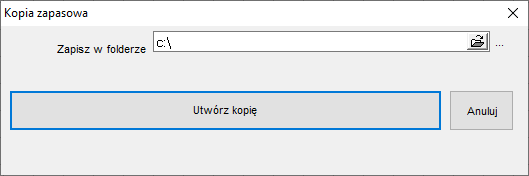 Kopia zapasowa
Zapisz w folderze c:\ ...
Utwórz kopię Anuluj